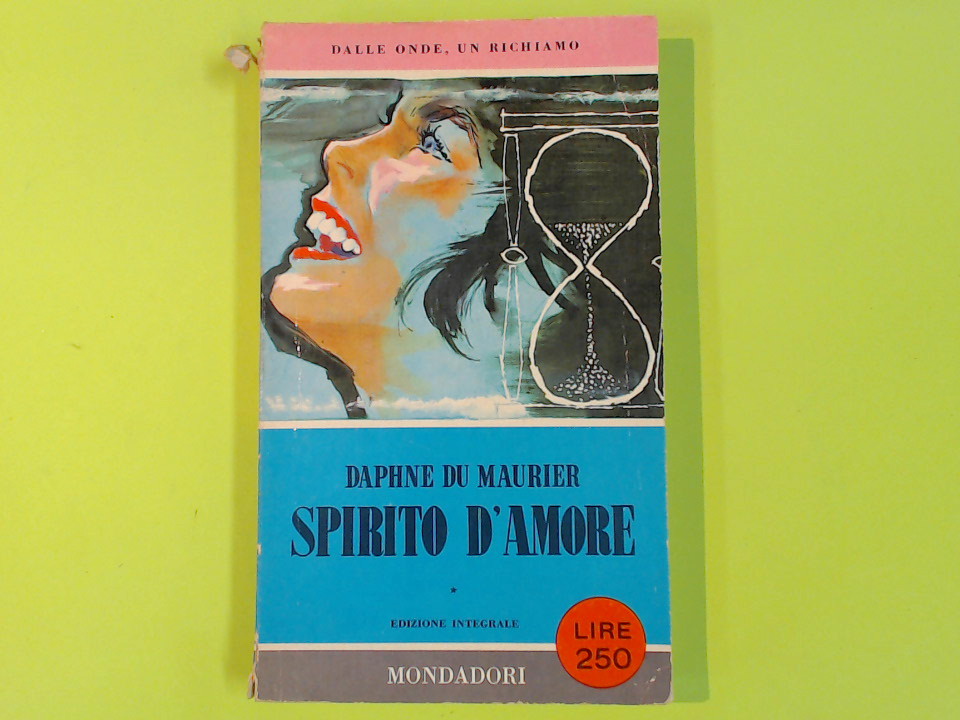 DALLE ONDE, UN RICHIAMO
DAPHNE DU MAURIER
SPIRITO D'AMORE
*
EDIZIONE INTEGRALE
LIRE
250
MONDADORI